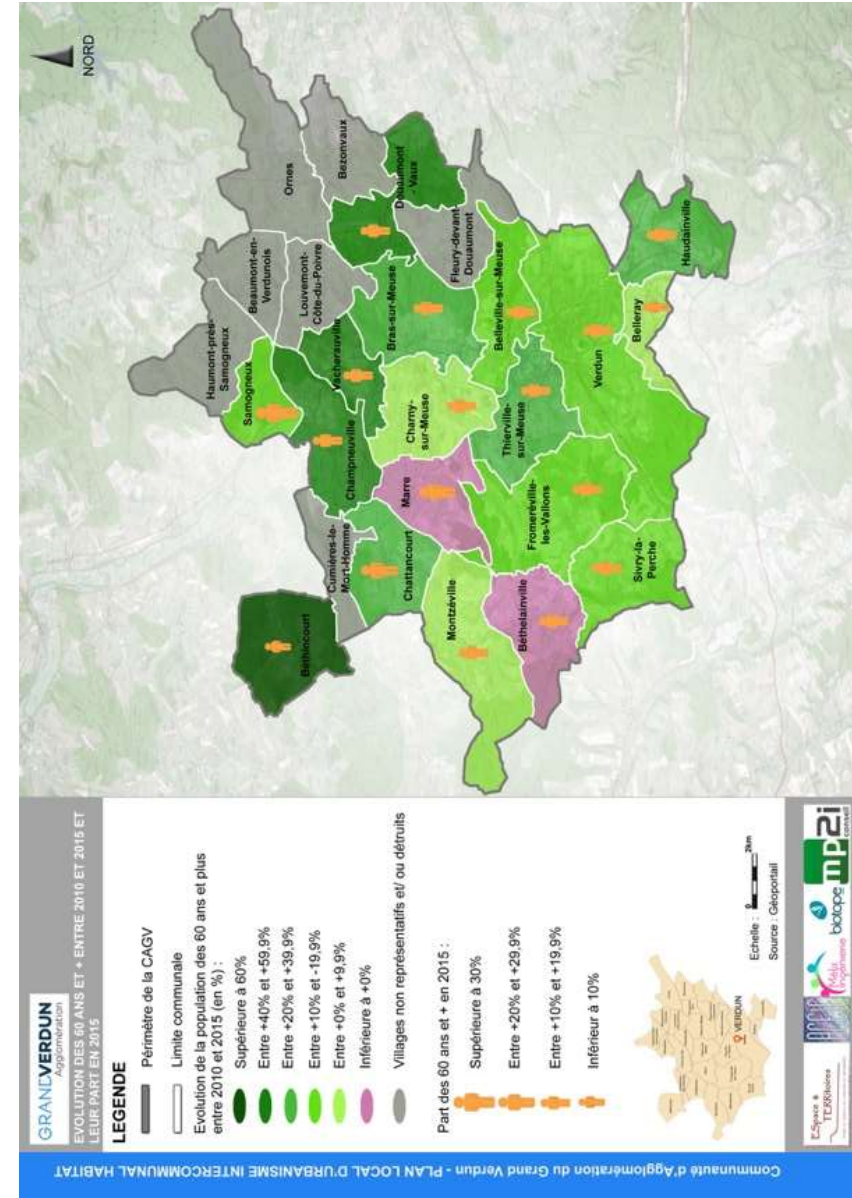 Communauté d'Agglomération du Grand Verdun - PLAN LOCAL D'URBANISME INTERCOMMUNAL HABITAT
GRANDVERDUN
Agglomération
EVOLUTION DES 60 ANS ET + ENTRE 2010 ET 2015 ET
LEUR PART EN 2015
LEGENDE
Périmètre de la CAGV
Limite communale
Evolution de la population des 60 ans et plus
entre 2010 et 2015 (en %) :
Supérieure à 60%
Entre +40% et +59,9%
Entre +20% et +39,9%
Entre +10% et -19,9%
Entre +0% et +9,9%
Inférieure à +0%
Villages non représentatifs et/ ou détruits
Part des 60 ans et + en 2015 :
Supérieure à 30%
Entre +20% et +29,9%
Entre +10% et +19,9%
Inférieur à 10%
VERDUN
Echelle : 0 2km
Source : Géoportail
ESpace &
TERRitoires
Méta
Ingénierie
biotope
mp2i
conseil
NORD
Ornes
Bezonvaux
Beaumont-en-
Verdunois
Louvemont-
Côte-du-Poivre
Haumont-près-
Samogneux
Samogneux
Douaumont
- Vaux
Fleury-devant-
Douaumont
Vacherauville
Bras-sur-Meuse
Champneuville
Cumières-le-
Mort-Homme
Chattancourt
Béthincourt
Marre
Charny-
sur-Meuse
Belleville-sur-Meuse
Thierville-
sur-Meuse
Verdun
Haudainville
Belleray
Montzéville
Béthelainville
Fromeréville-
les-Vallons
Sivry-la-
Perche